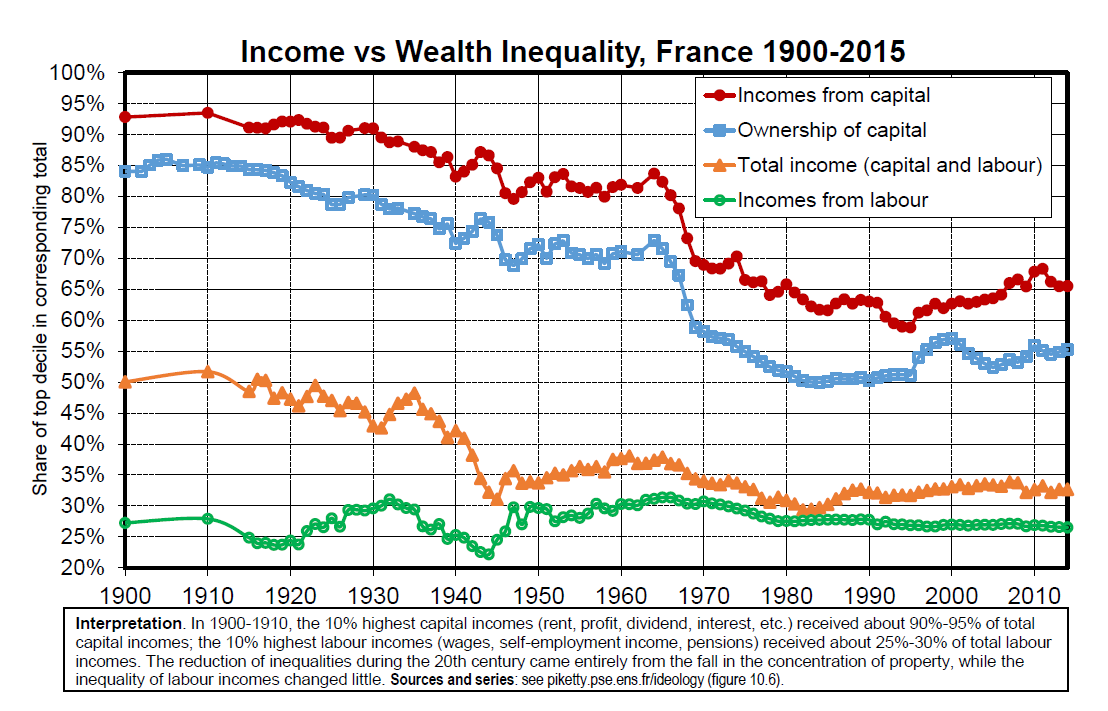 Income vs Wealth Inequality, France 1900-2015
Share of top decile in corresponding total
100%
95%
90%
85%
80%
75%
70%
65%
60%
55%
50%
45%
40%
35%
30%
25%
20%
Incomes from capital
Ownership of capital
Total income (capital and labour)
Incomes from labour
1900 1910 1920 1930 1940 1950 1960 1970 1980 1990 2000 2010
Interpretation. In 1900-1910, the 10% highest capital incomes (rent, profit, dividend, interest, etc.) received about 90%-95% of total
capital incomes; the 10% highest labour incomes (wages, self-employment income, pensions) received about 25%-30% of total labour
incomes. The reduction of inequalities during the 20th century came entirely from the fall in the concentration of property, while the
inequality of labour incomes changed little. Sources and series: see piketty.pse.ens.fr/ideology (figure 10.6).